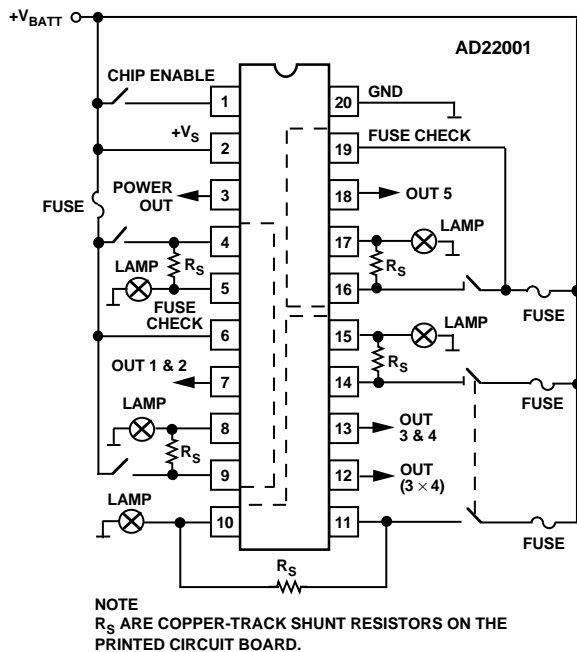 +VBATT
AD22001
CHIP ENABLE
1
20
GND
+VS
2
19
FUSE CHECK
POWER
OUT
3
18
OUT 5
FUSE
4
17
LAMP
RS
LAMP
RS
5
16
FUSE
CHECK
FUSE
6
15
LAMP
OUT 1 & 2
7
14
RS
FUSE
LAMP
8
13
OUT
3 & 4
RS
9
12
OUT
(3 × 4)
LAMP
10
11
FUSE
RS
NOTE
RS ARE COPPER-TRACK SHUNT RESISTORS ON THE
PRINTED CIRCUIT BOARD.